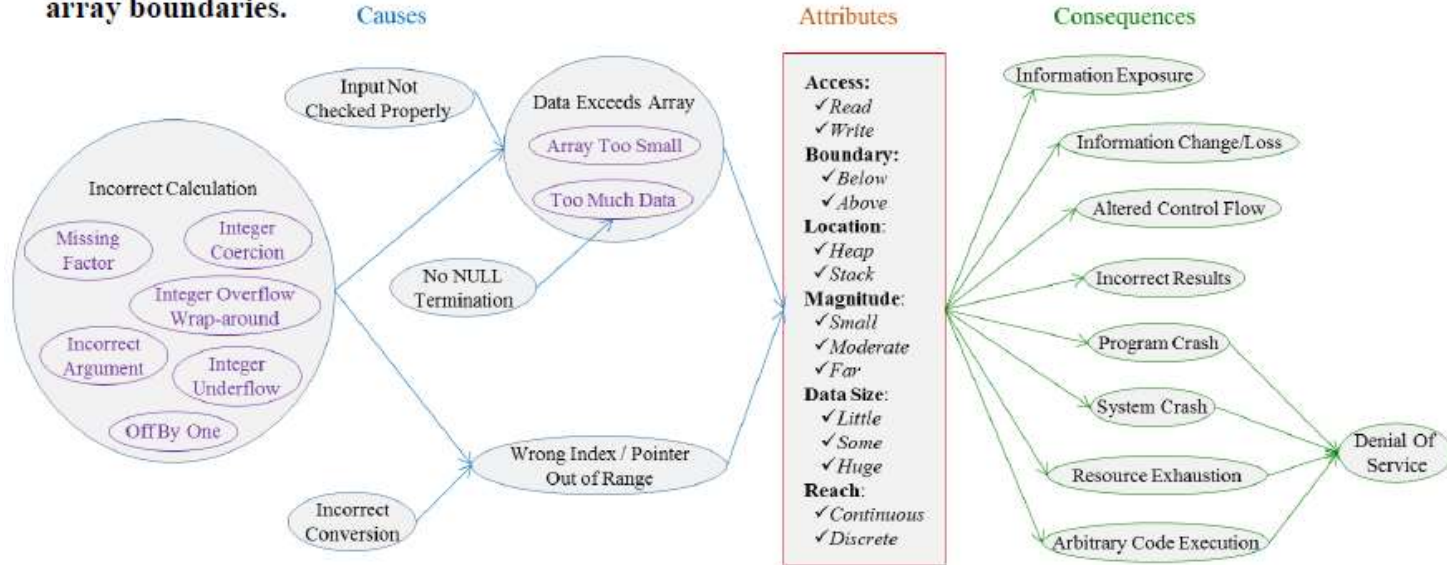 array boundaries.
Causes
Attributes
Consequences
Input Not
Checked Properly
Data Exceeds Array
Array Too Small
Too Much Data
Incorrect Calculation
Missing
Factor
Integer
Coercion
Integer Overflow
Wrap-around
Incorrect
Argument
Integer
Underflow
Off By One
No NULL
Termination
Wrong Index / Pointer
Out of Range
Incorrect
Conversion
Access:
✓Read
✓Write
Boundary:
✓Below
✓Above
Location:
✓Heap
✓Stack
Magnitude:
✓Small
✓Moderate
✓Far
Data Size:
✓Little
✓Some
✓Huge
Reach:
✓Continuous
✓Discrete
Information Exposure
Information Change/Loss
Altered Control Flow
Incorrect Results
Program Crash
System Crash
Resource Exhaustion
Arbitrary Code Execution
Denial Of
Service